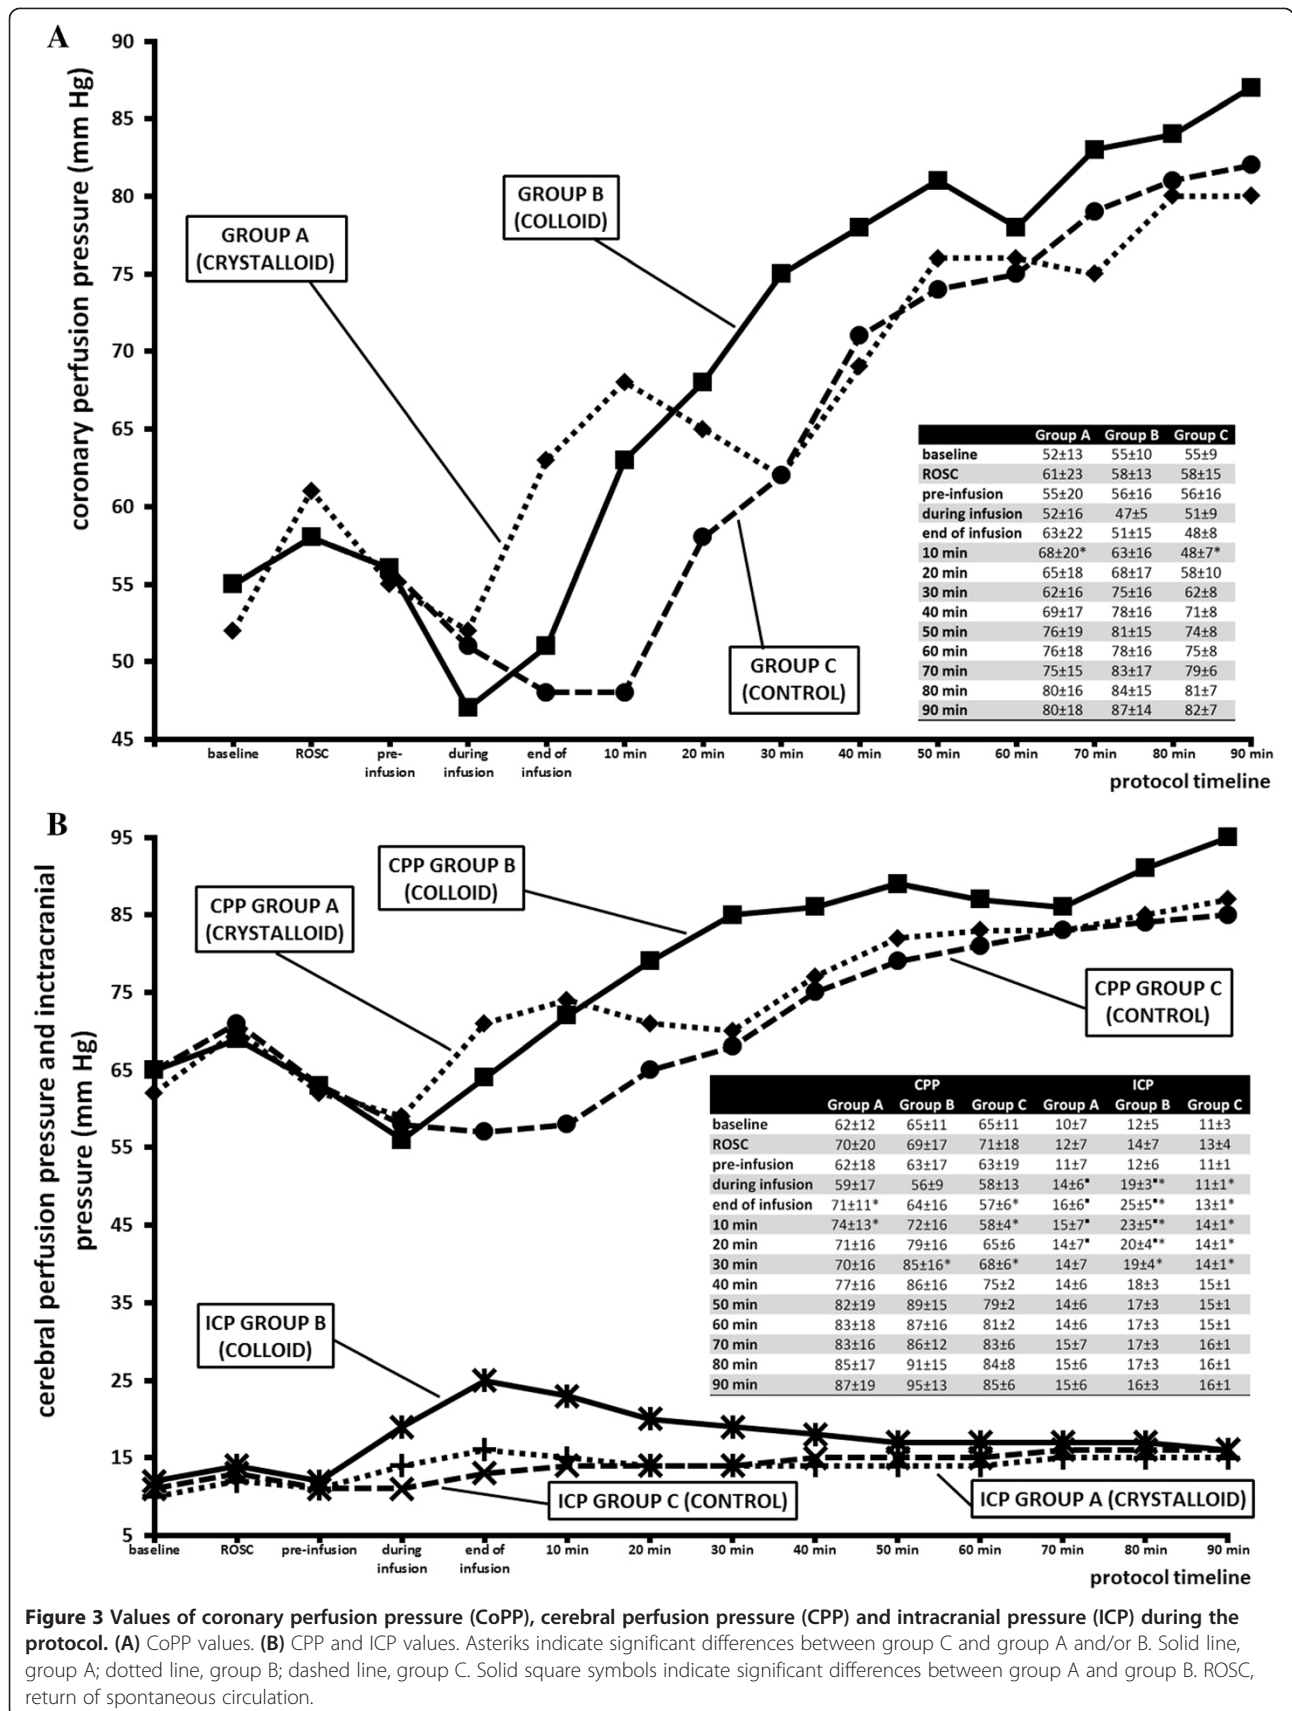 A
coronary perfusion pressure (mm Hg)
90
85
80
75
70
65
60
55
50
45
GROUP A
(CRYSTALLOID)
GROUP B
(COLLOID)
GROUP C
(CONTROL)
Group A Group B Group C
baseline 52±13 55±10 55±9
ROSC 61±23 58±13 58±15
pre-infusion 55±20 56±16 56±16
during infusion 52±16 47±5 51±9
end of infusion 63±22 51±15 48±8
10 min 68±20* 63±16 48±7*
20 min 65±18 68±17 58±10
30 min 62±16 75±16 62±8
40 min 69±17 78±16 71±8
50 min 76±19 81±15 74±8
60 min 76±18 78±16 75±8
70 min 75±15 83±17 79±6
80 min 80±16 84±15 81±7
90 min 80±18 87±14 82±7
baseline ROSC pre- during end of 10 min 20 min 30 min 40 min 50 min 60 min 70 min 80 min 90 min
infusion infusion infusion
protocol timeline
B
cerebral perfusion pressure and inctracranial
pressure (mm Hg)
95
85
75
65
55
45
35
25
15
5
CPP GROUP B
(COLLOID)
CPP GROUP A
(CRYSTALLOID)
CPP GROUP C
(CONTROL)
CPP ICP
Group A Group B Group C Group A Group B Group C
baseline 62±12 65±11 65±11 10±7 12±5 11±3
ROSC 70±20 69±17 71±18 12±7 14±7 13±4
pre-infusion 62±18 63±17 63±19 11±7 12±6 11±1
during infusion 59±17 56±9 58±13 14±6▪ 19±3▪* 11±1*
end of infusion 71±11* 64±16 57±6* 16±6▪ 25±5▪* 13±1*
10 min 74±13* 72±16 58±4* 15±7▪ 23±5▪* 14±1*
20 min 71±16 79±16 65±6 14±7▪ 20±4▪* 14±1*
30 min 70±16 85±16* 68±6* 14±7 19±4* 14±1*
40 min 77±16 86±16 75±2 14±6 18±3 15±1
50 min 82±19 89±15 79±2 14±6 17±3 15±1
60 min 83±18 87±16 81±2 14±6 17±3 15±1
70 min 83±16 86±12 83±6 15±7 17±3 16±1
80 min 85±17 91±15 84±8 15±6 17±3 16±1
90 min 87±19 95±13 85±6 15±6 16±3 16±1
ICP GROUP B
(COLLOID)
ICP GROUP C (CONTROL)
ICP GROUP A (CRYSTALLOID)
baseline ROSC pre-infusion during end of 10 min 20 min 30 min 40 min 50 min 60 min 70 min 80 min 90 min
infusion infusion
protocol timeline
Figure 3 Values of coronary perfusion pressure (CoPP), cerebral perfusion pressure (CPP) and intracranial pressure (ICP) during the
protocol. (A) CoPP values. (B) CPP and ICP values. Asteriks indicate significant differences between group C and group A and/or B. Solid line,
group A; dotted line, group B; dashed line, group C. Solid square symbols indicate significant differences between group A and group B. ROSC,
return of spontaneous circulation.